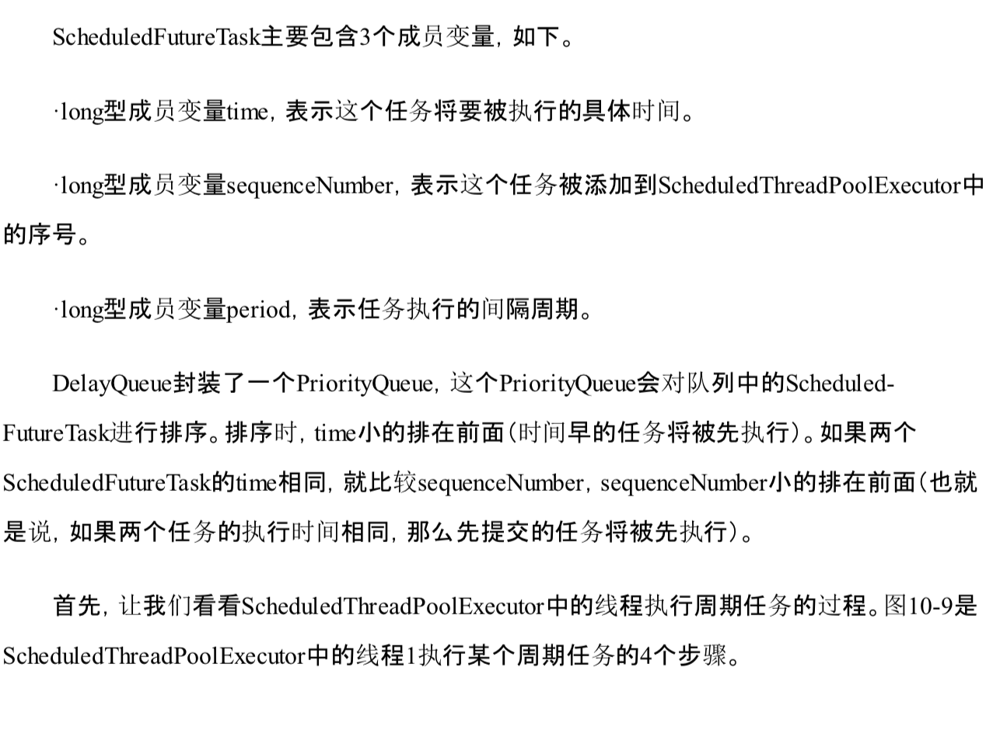 ScheduledFutureTask主要包含3个成员变量，如下。
·long型成员变量time，表示这个任务将要被执行的具体时间。
·long型成员变量sequenceNumber，表示这个任务被添加到ScheduledThreadPoolExecutor中
的序号。
·long型成员变量period，表示任务执行的间隔周期。
DelayQueue封装了一个PriorityQueue，这个PriorityQueue会对队列中的Scheduled-
FutureTask进行排序。排序时，time小的排在前面（时间早的任务将被先执行）。如果两个
ScheduledFutureTask的time相同，就比较sequenceNumber，sequenceNumber小的排在前面（也就
是说，如果两个任务的执行时间相同，那么先提交的任务将被先执行）。
首先，让我们看看ScheduledThreadPoolExecutor中的线程执行周期任务的过程。图10-9是
ScheduledThreadPoolExecutor中的线程1执行某个周期任务的4个步骤。